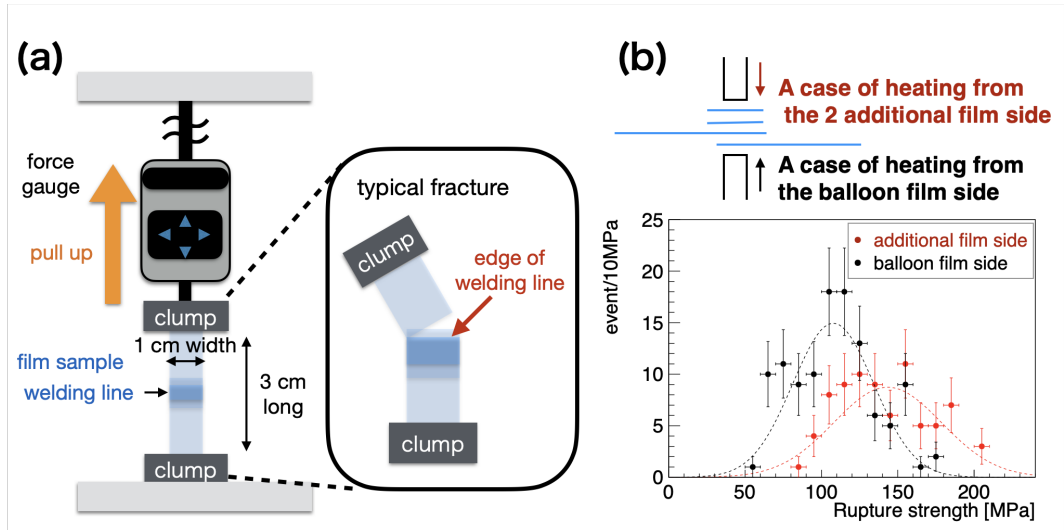 (a)
force
gauge
pull up
clump
1 cm width
film sample
welding line
3 cm
long
clump
typical fracture
clump
edge of
welding line
clump
(b)
A case of heating from
the 2 additional film side
A case of heating from
the balloon film side
event/10MPa
25
20
15
10
5
0
additional film side
balloon film side
0
50
100
150
200
Rupture strength [MPa]